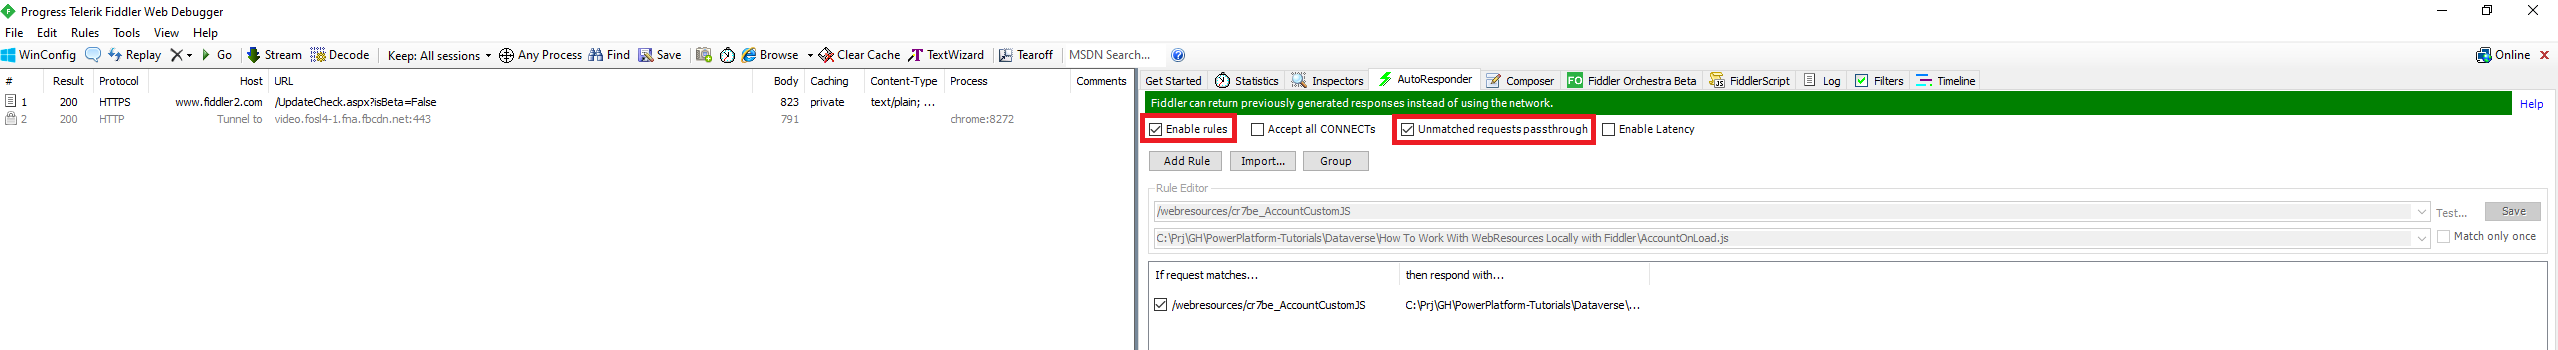 Progress Telerik Fiddler Web Debugger
File Edit Rules Tools View Help
WinConfig Replay Go Stream Decode Keep: All sessions Any Process Find Save Browse Clear Cache TextWizard Tearoff MSDN Search... Online
# Result Protocol Host URL Body Caching Content-Type Process Comments
1 200 HTTPS www.fiddler2.com /UpdateCheck.aspx?isBeta=False 823 private text/plain; ...
2 200 HTTP Tunnel to video.fosl4-1.fna.fbcdn.net:443 791 chrome:8272
Get Started Statistics Inspectors AutoResponder Composer FO Fiddler Orchestra Beta FiddlerScript Log Filters Timeline
Fiddler can return previously generated responses instead of using the network. Help
Enable rules Accept all CONNECTs Unmatched requests passthrough Enable Latency
Add Rule Import... Group
Rule Editor
/webresources/cr7be_AccountCustomJS Test... Save
C:\Prj\GH\PowerPlatform-Tutorials\Dataverse\How To Work With WebResources Locally with Fiddler\AccountOnLoad.js Match only once
If request matches... then respond with...
/webresources/cr7be_AccountCustomJS C:\Prj\GH\PowerPlatform-Tutorials\Dataverse\...